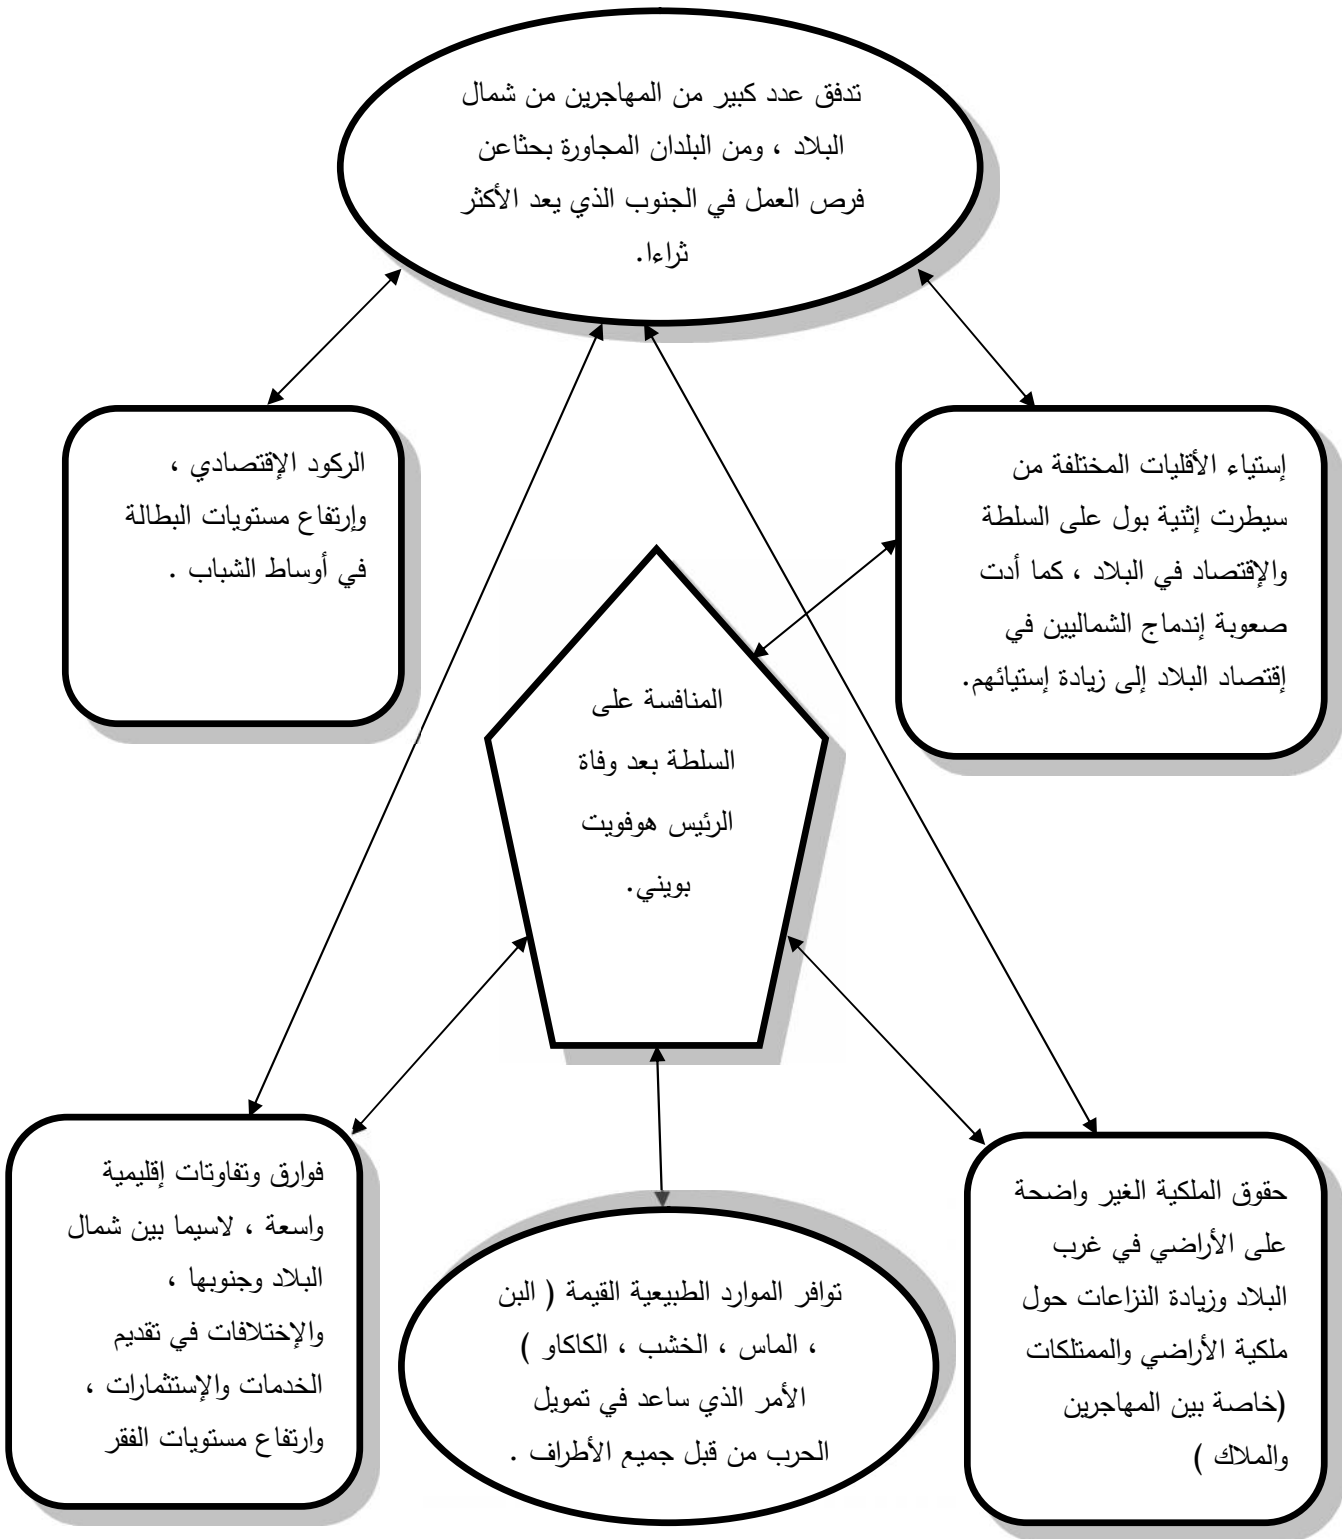 تدفق عدد كبير من المهاجرين من شمال
البلاد ، ومن البلدان المجاورة بحثاعن
فرص العمل في الجنوب الذي يعد الأكثر
ثراءا.
إستياء الأقليات المختلفة من
سيطرت إثنية بول على السلطة
والإقتصاد في البلاد ، كما أدت
صعوبة إندماج الشماليين في
إقتصاد البلاد إلى زيادة إستيائهم.
الركود الإقتصادي ،
وإرتفاع مستويات البطالة
في أوساط الشباب .
المنافسة على
السلطة بعد وفاة
الرئيس هوفويت
بويني.
حقوق الملكية الغير واضحة
على الأراضي في غرب
البلاد وزيادة النزاعات حول
ملكية الأراضي والممتلكات
(خاصة بين المهاجرين
والملاك )
توافر الموارد الطبيعية القيمة ( البن
، الماس ، الخشب ، الكاكاو )
الأمر الذي ساعد في تمويل
الحرب من قبل جميع الأطراف .
فوارق وتفاوتات إقليمية
واسعة ، لاسيما بين شمال
البلاد وجنوبها ،
والإختلافات في تقديم
الخدمات والإستثمارات ،
وارتفاع مستويات الفقر